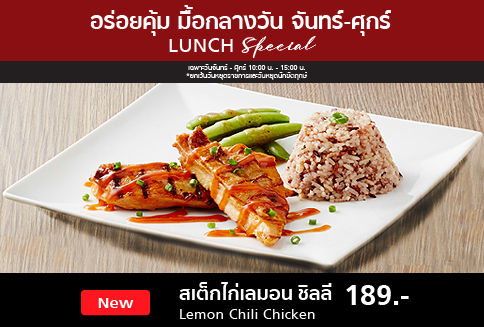 อร่อยคุ้ม มื้อกลางวัน จันทร์-ศุกร์
LUNCH Special
เฉพาะวันจันทร์ - ศุกร์ 10:00 น. - 15:00 น.
*ยกเว้นวันหยุดราชการและวันหยุดนักขัตฤกษ์
New
สเต็กไก่เลมอน ชิลลี 189.-
Lemon Chili Chicken